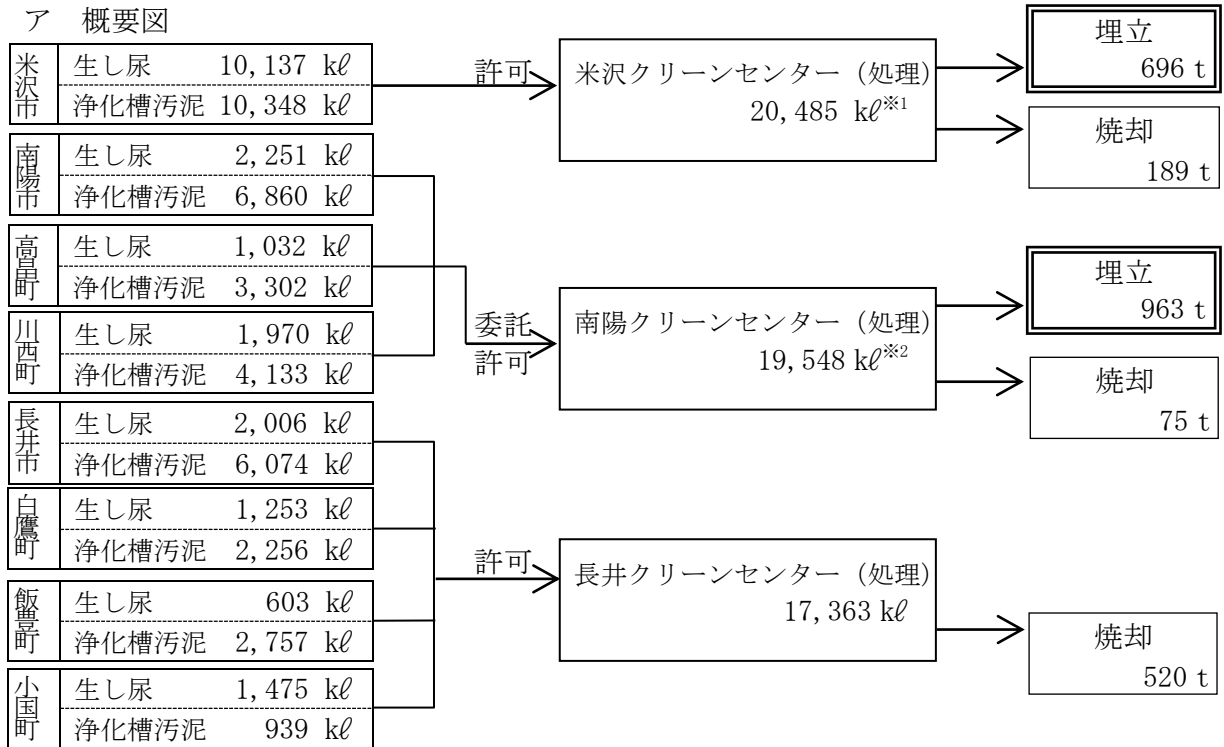 ア 概要図
米沢市 生し尿 10,137 kℓ
浄化槽汚泥 10,348 kℓ
許可
米沢クリーンセンター（処理）
20,485 kℓ※1
埋立
696 t
焼却
189 t
南陽市 生し尿 2,251 kℓ
浄化槽汚泥 6,860 kℓ
高畠町 生し尿 1,032 kℓ
浄化槽汚泥 3,302 kℓ
川西町 生し尿 1,970 kℓ
浄化槽汚泥 4,133 kℓ
委託
許可
南陽クリーンセンター（処理）
19,548 kℓ※2
埋立
963 t
焼却
75 t
長井市 生し尿 2,006 kℓ
浄化槽汚泥 6,074 kℓ
白鷹町 生し尿 1,253 kℓ
浄化槽汚泥 2,256 kℓ
飯豊町 生し尿 603 kℓ
浄化槽汚泥 2,757 kℓ
小国町 生し尿 1,475 kℓ
浄化槽汚泥 939 kℓ
許可
長井クリーンセンター（処理）
17,363 kℓ
焼却
520 t